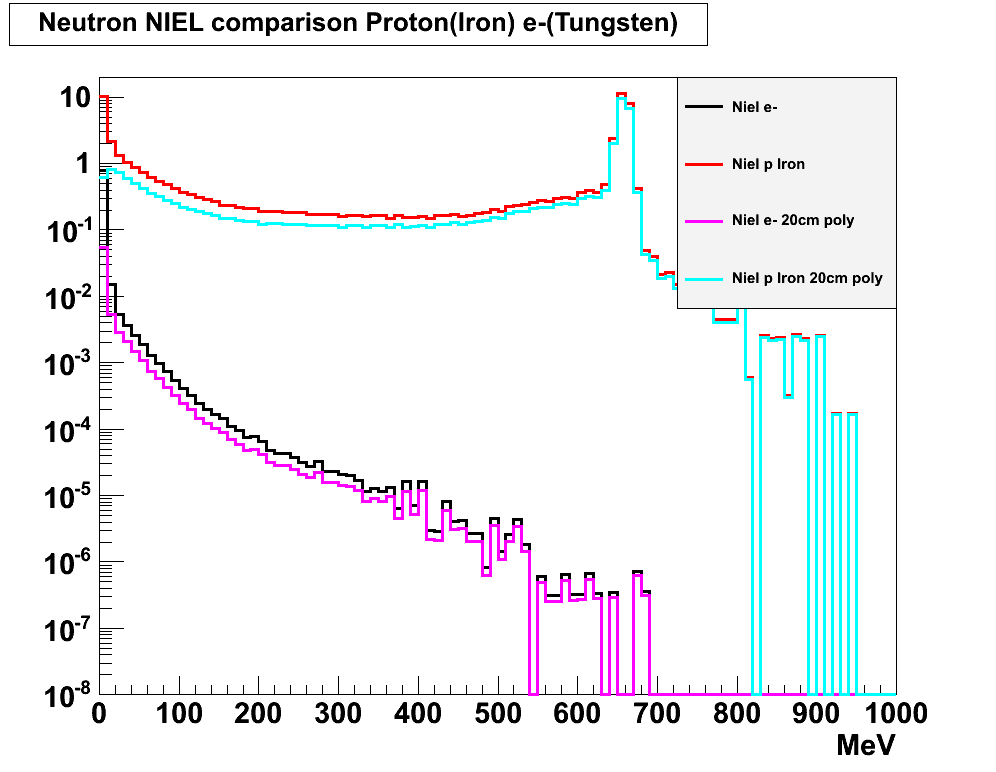 Neutron NIEL comparison Proton(Iron) e-(Tungsten)
Niel e-
Niel p Iron
Niel e- 20cm poly
Niel p Iron 20cm poly
10
1
10-1
10-2
10-3
10-4
10-5
10-6
10-7
10-8
0 100 200 300 400 500 600 700 800 900 1000
MeV